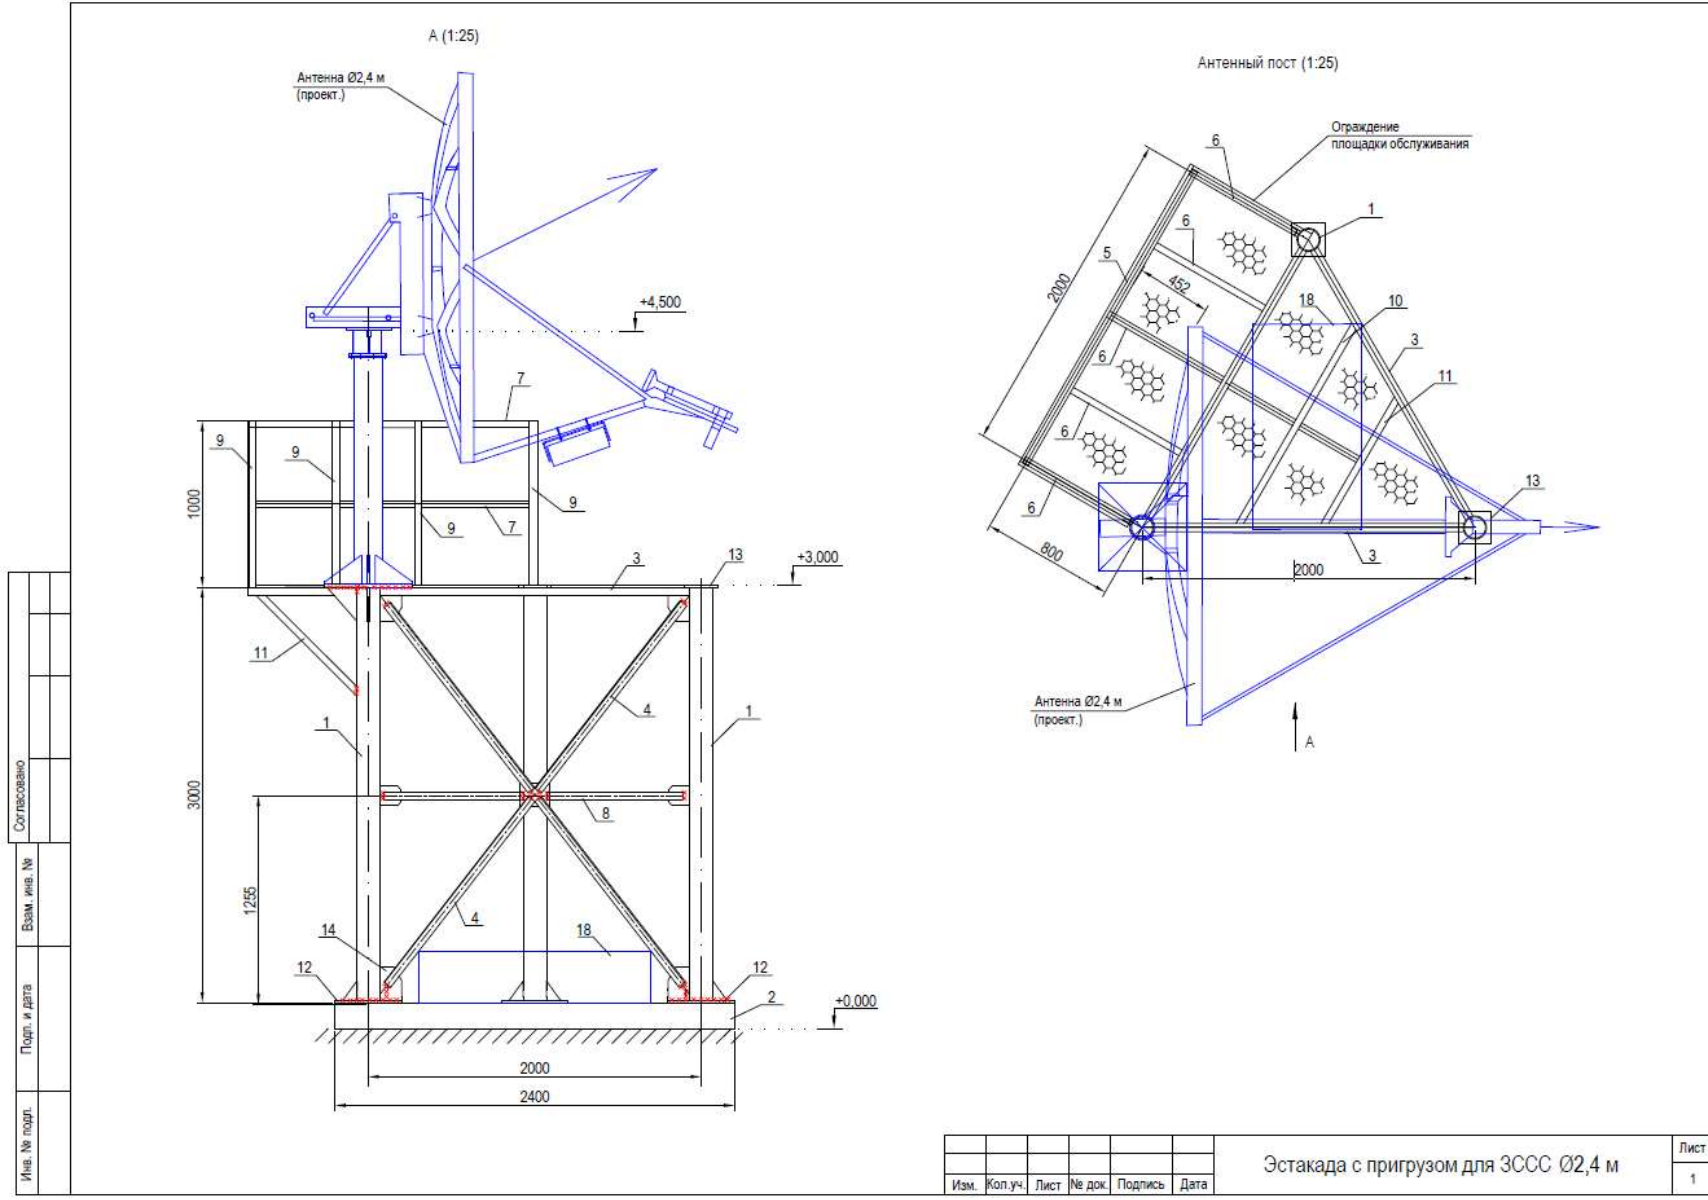 А (1:25)
Антенна Ø2,4 м
(проект.)
+4,500
7
9
9
9
9
7
1000
3
13
+3,000
11
1
4
1
3000
8
1255
4
14
18
12
12
2
+0,000
2000
2400
Антенный пост (1:25)
Ограждение
площадки обслуживания
6
1
6
5
2000
452
18
10
3
6
11
6
13
6
800
3
2000
Антенна Ø2,4 м
(проект.)
А
Согласовано
Взам. инв. №
Подп. и дата
Инв. № подл.
Изм.
Кол.уч.
Лист
№ док.
Подпись
Дата
Эстакада с пригрузом для ЗССС Ø2,4 м
Лист
1